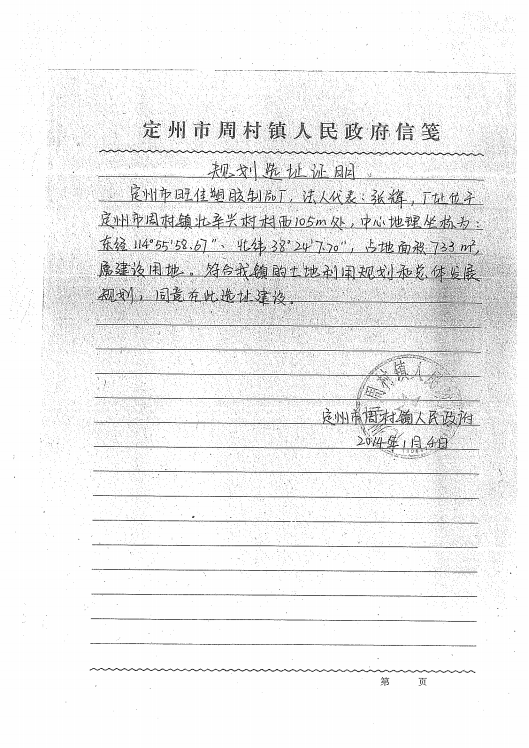 定州市周村镇人民政府信笺
规划选址证明。
定州市旺佳塑胶制品厂，法人代表：张辉，厂址位于
定州市周村镇北辛兴村村西105m处，中心地理坐标为：
东经114°55'58.67"、北纬38°24'7.70"，占地面积733m²，
属建设用地。符合我镇的土地利用规划和总体发展
规划，同意在此选址建设。
周村镇人民
定州市周村镇人民政府
2014年1月4日
第 页